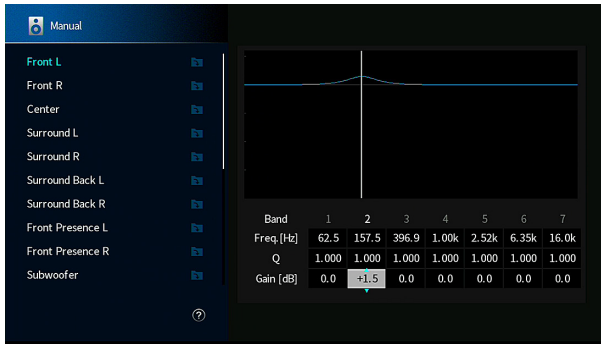 Manual
Front L
Front R
Center
Surround L
Surround R
Surround Back L
Surround Back R
Front Presence L
Front Presence R
Subwoofer
?
Band 1 2 3 4 5 6 7
Freq.[Hz] 62.5 157.5 396.9 1.00k 2.52k 6.35k 16.0k
Q 1.000 1.000 1.000 1.000 1.000 1.000 1.000
Gain [dB] 0.0 +1.5 0.0 0.0 0.0 0.0 0.0